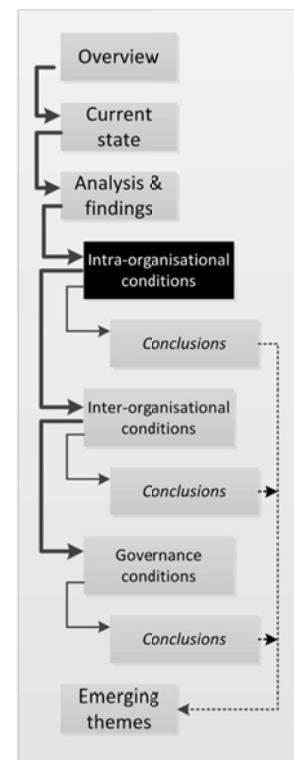 Overview
Current
state
Analysis &
findings
Intra-organisational
conditions
Conclusions
Inter-organisational
conditions
Conclusions
Governance
conditions
Conclusions
Emerging
themes